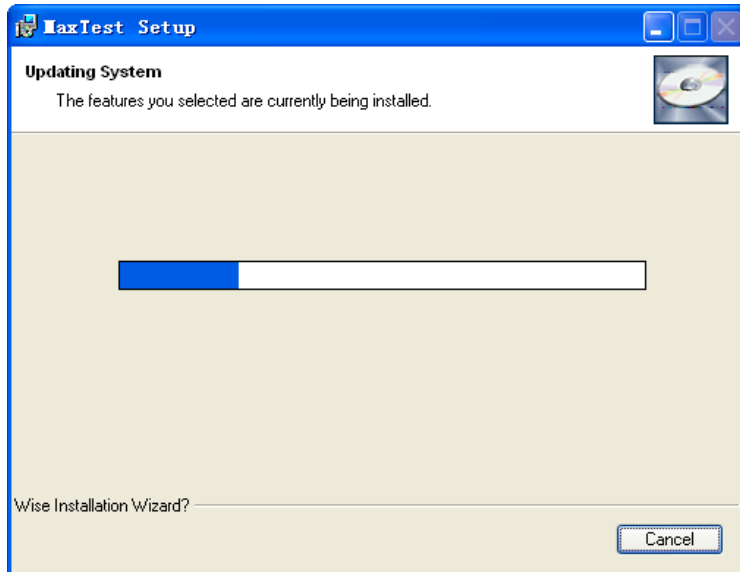 MaxTest Setup
Updating System
The features you selected are currently being installed.
Wise Installation Wizard?
Cancel